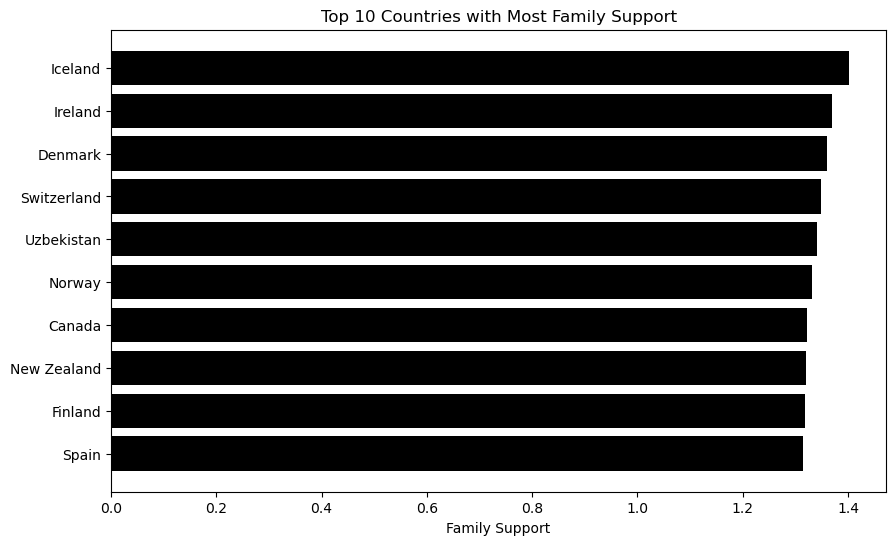 Top 10 Countries with Most Family Support
Iceland
Ireland
Denmark
Switzerland
Uzbekistan
Norway
Canada
New Zealand
Finland
Spain
0.0 0.2 0.4 0.6 0.8 1.0 1.2 1.4
Family Support